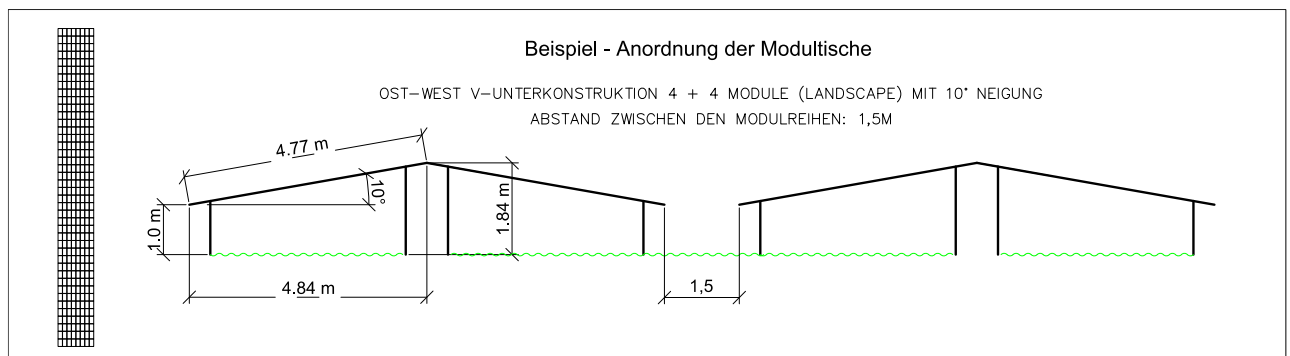 Beispiel - Anordnung der Modultische
OST-WEST V-UNTERKONSTRUKTION 4 + 4 MODULE (LANDSCAPE) MIT 10° NEIGUNG
ABSTAND ZWISCHEN DEN MODULREIHEN: 1,5M
4.77 m
10°
1.0 m
1.84 m
4.84 m
1,5